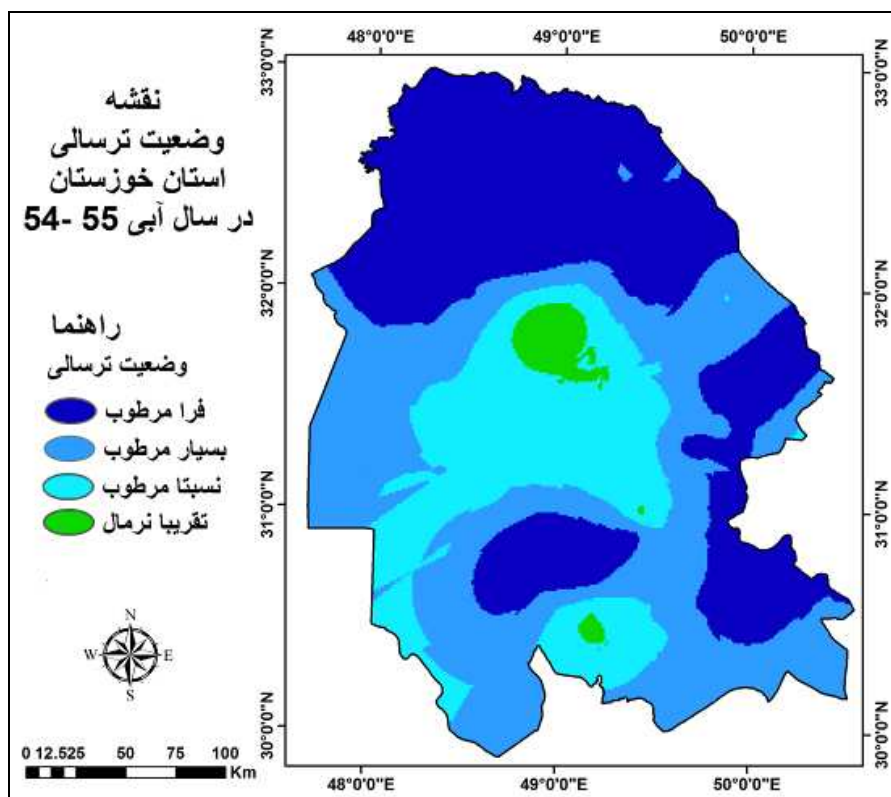 48°0'0"E 49°0'0"E 50°0'0"E
نقشه
وضعیت ترسالی
استان خوزستان
در سال آبی 55 -54
راهنما
وضعیت ترسالی
فرا مرطوب
بسیار مرطوب
نسبتا مرطوب
تقریبا نرمال
N
W E
S
0 12.525 50 75 100
Km
33°0'0"N
32°0'0"N
31°0'0"N
30°0'0"N
33°0'0"N
32°0'0"N
31°0'0"N
30°0'0"N
48°0'0"E 49°0'0"E 50°0'0"E